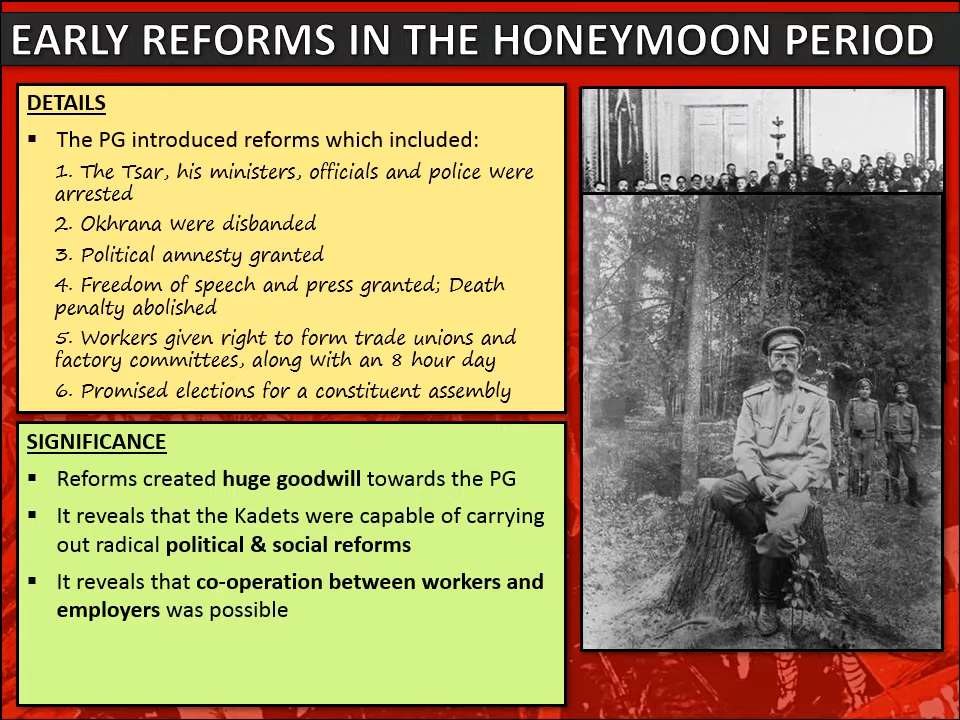 EARLY REFORMS IN THE HONEYMOON PERIOD
DETAILS
▪ The PG introduced reforms which included:
1. The Tsar, his ministers, officials and police were
arrested
2. Okhrana were disbanded
3. Political amnesty granted
4. Freedom of speech and press granted; Death
penalty abolished
5. Workers given right to form trade unions and
factory committees, along with an 8 hour day
6. Promised elections for a constituent assembly
SIGNIFICANCE
▪ Reforms created huge goodwill towards the PG
▪ It reveals that the Kadets were capable of carrying
out radical political & social reforms
▪ It reveals that co-operation between workers and
employers was possible